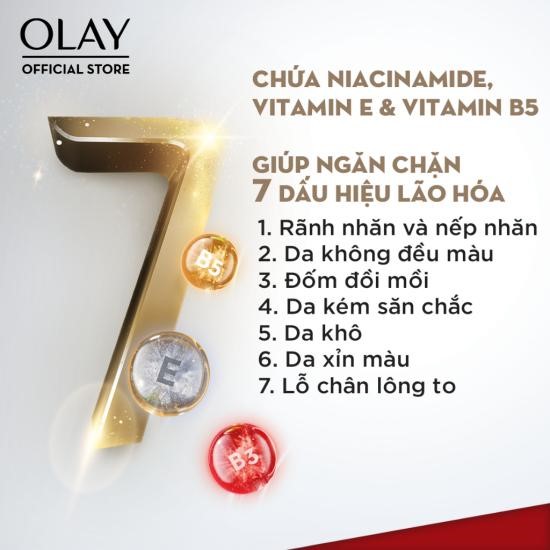 OLAY
OFFICIAL STORE
CHỨA NIACINAMIDE,
VITAMIN E & VITAMIN B5
GIÚP NGĂN CHẶN
7 DẤU HIỆU LÃO HÓA
1. Rãnh nhăn và nếp nhăn
2. Da không đều màu
3. Đốm đồi mồi
4. Da kém săn chắc
5. Da khô
6. Da xỉn màu
7. Lỗ chân lông to
7
B5
E
B3